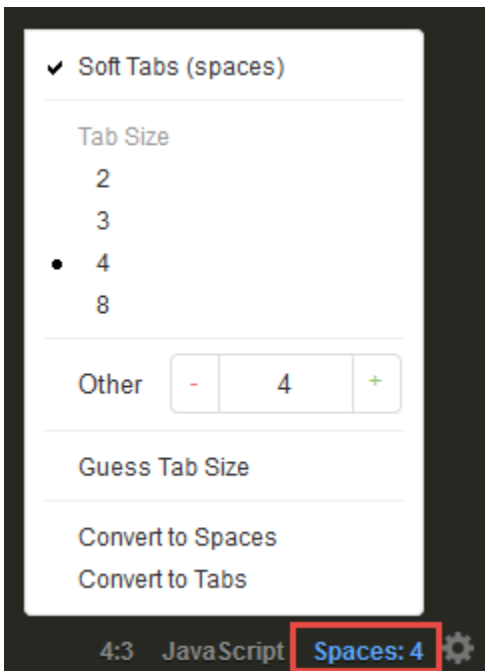 Soft Tabs (spaces)
Tab Size
2
3
4
8
Other - 4 +
Guess Tab Size
Convert to Spaces
Convert to Tabs
4:3 JavaScript Spaces: 4